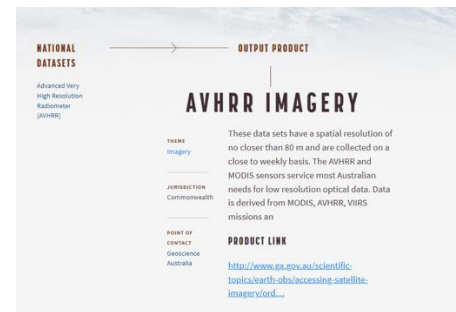 NATIONAL
DATASETS
OUTPUT PRODUCT
Advanced Very
High Resolution
Radiometer
(AVHRR)
AVHRR IMAGERY
THEME
Imagery
JURISDICTION
Commonwealth
POINT OF
CONTACT
Geoscience
Australia
These data sets have a spatial resolution of
no closer than 80 m and are collected on a
close to weekly basis. The AVHRR and
MODIS sensors service most Australian
needs for low resolution optical data. Data
is derived from MODIS, AVHRR, VIIRS
missions an
PRODUCT LINK
http://www.ga.gov.au/scientific-
topics/earth-obs/accessing-satellite-
imagery/ord...